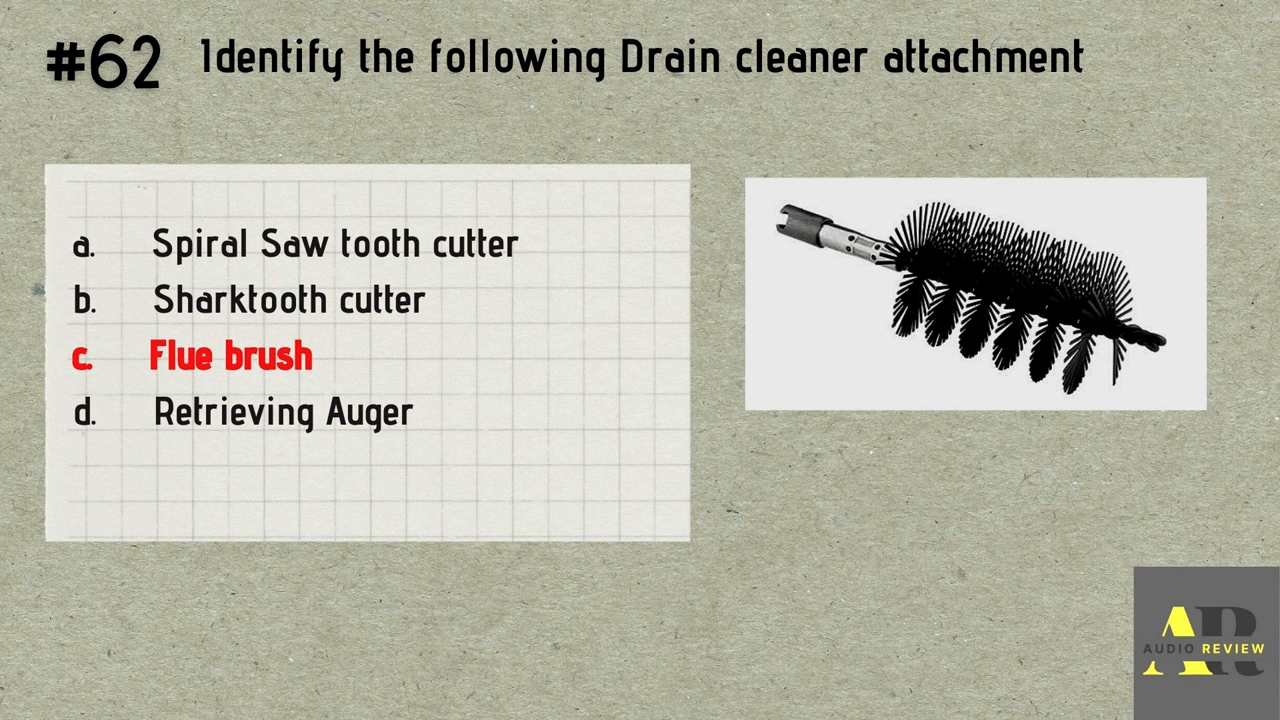 #62 Identify the following Drain cleaner attachment
a. Spiral Saw tooth cutter
b. Sharktooth cutter
c. Flue brush
d. Retrieving Auger
AR
AUDIO REVIEW